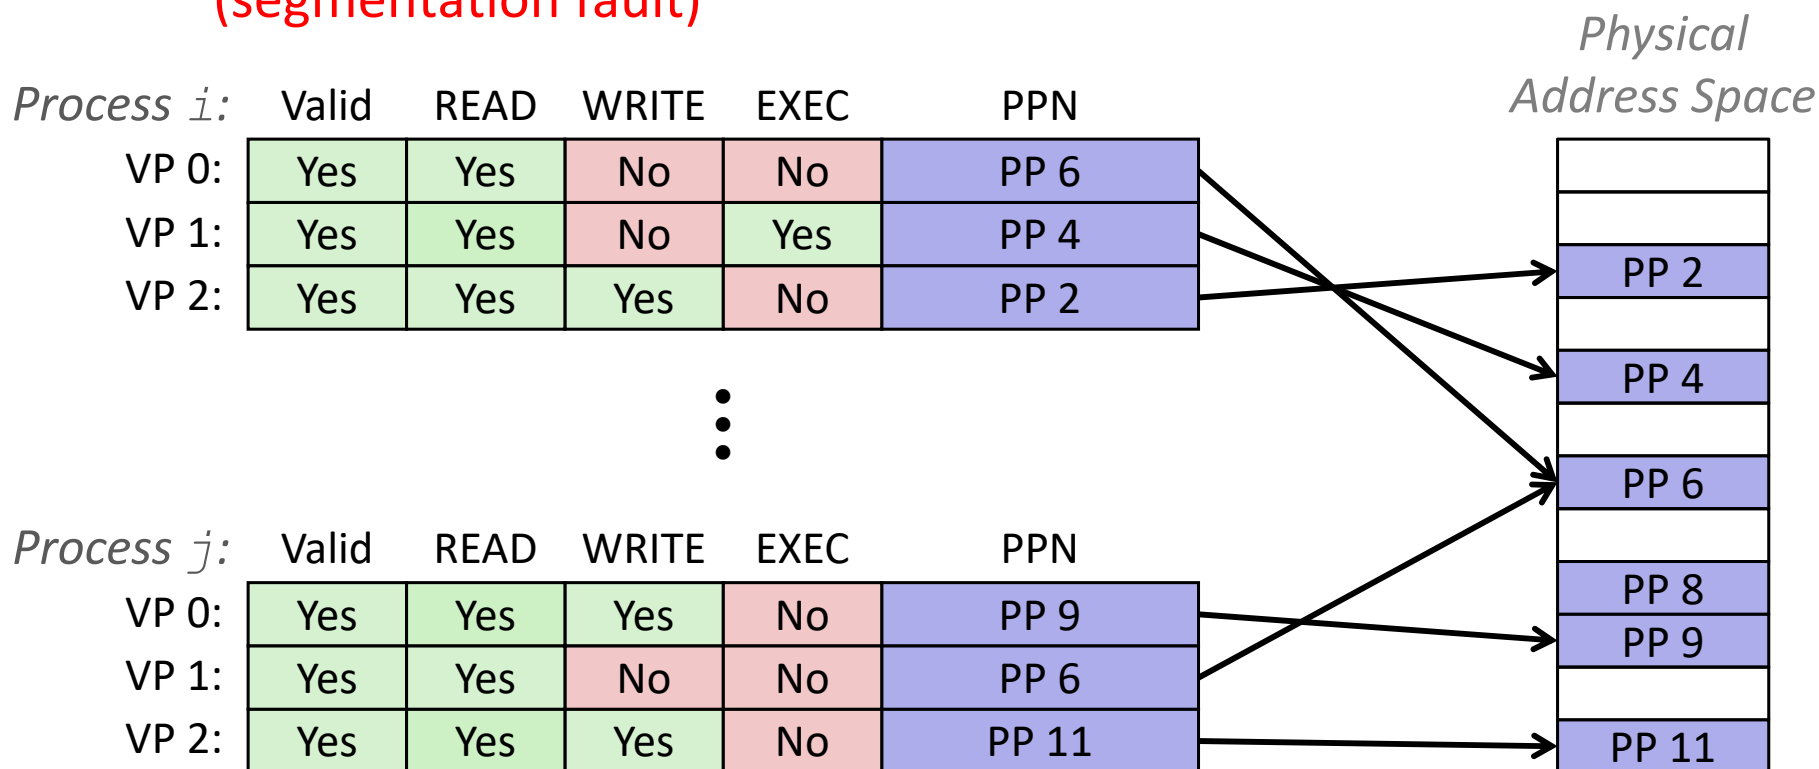 (segmentation fault)
Physical
Address Space
Process i: Valid READ WRITE EXEC PPN
VP 0: Yes Yes No No PP 6
VP 1: Yes Yes No Yes PP 4
VP 2: Yes Yes Yes No PP 2
PP 2
PP 4
PP 6
Process j: Valid READ WRITE EXEC PPN
VP 0: Yes Yes Yes No PP 9
VP 1: Yes Yes No No PP 6
VP 2: Yes Yes Yes No PP 11
PP 8
PP 9
PP 11